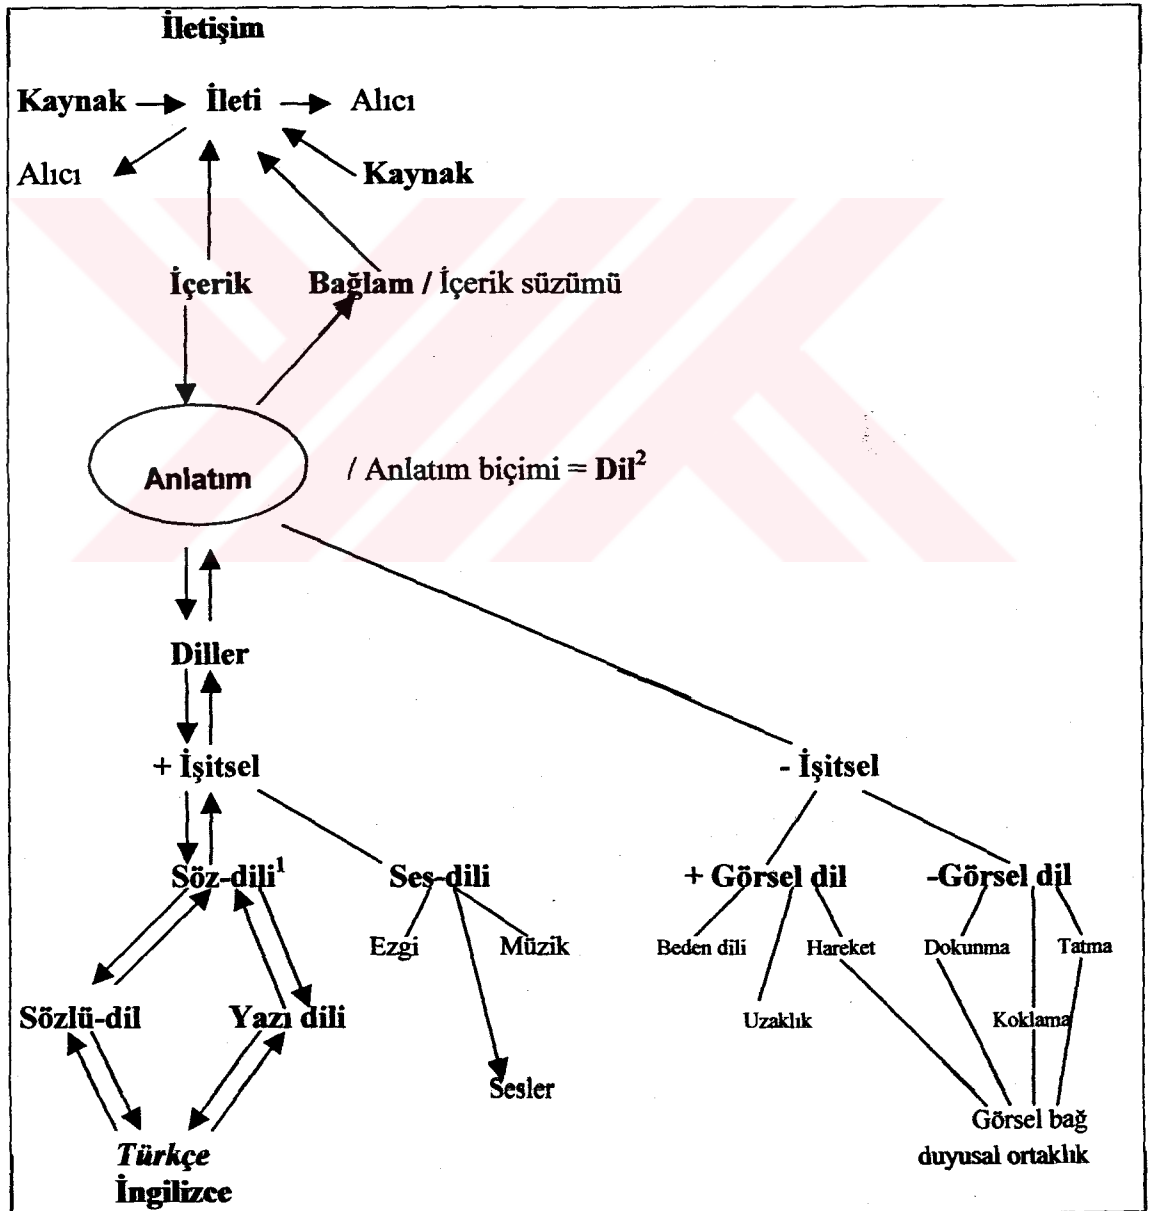 İletişim
Kaynak İleti Alıcı
Alıcı Kaynak
İçerik Bağlam / İçerik süzümü
Anlatım / Anlatım biçimi = Dil²
Diller
+ İşitsel - İşitsel
Söz-dili¹ Ses-dili + Görsel dil -Görsel dil
Ezgi Müzik Beden dili Hareket Dokunma Tatma
Sözlü-dil Yazı dili Uzaklık Koklama
Sesler
Görsel bağ
Türkçe duyusal ortaklık
İngilizce